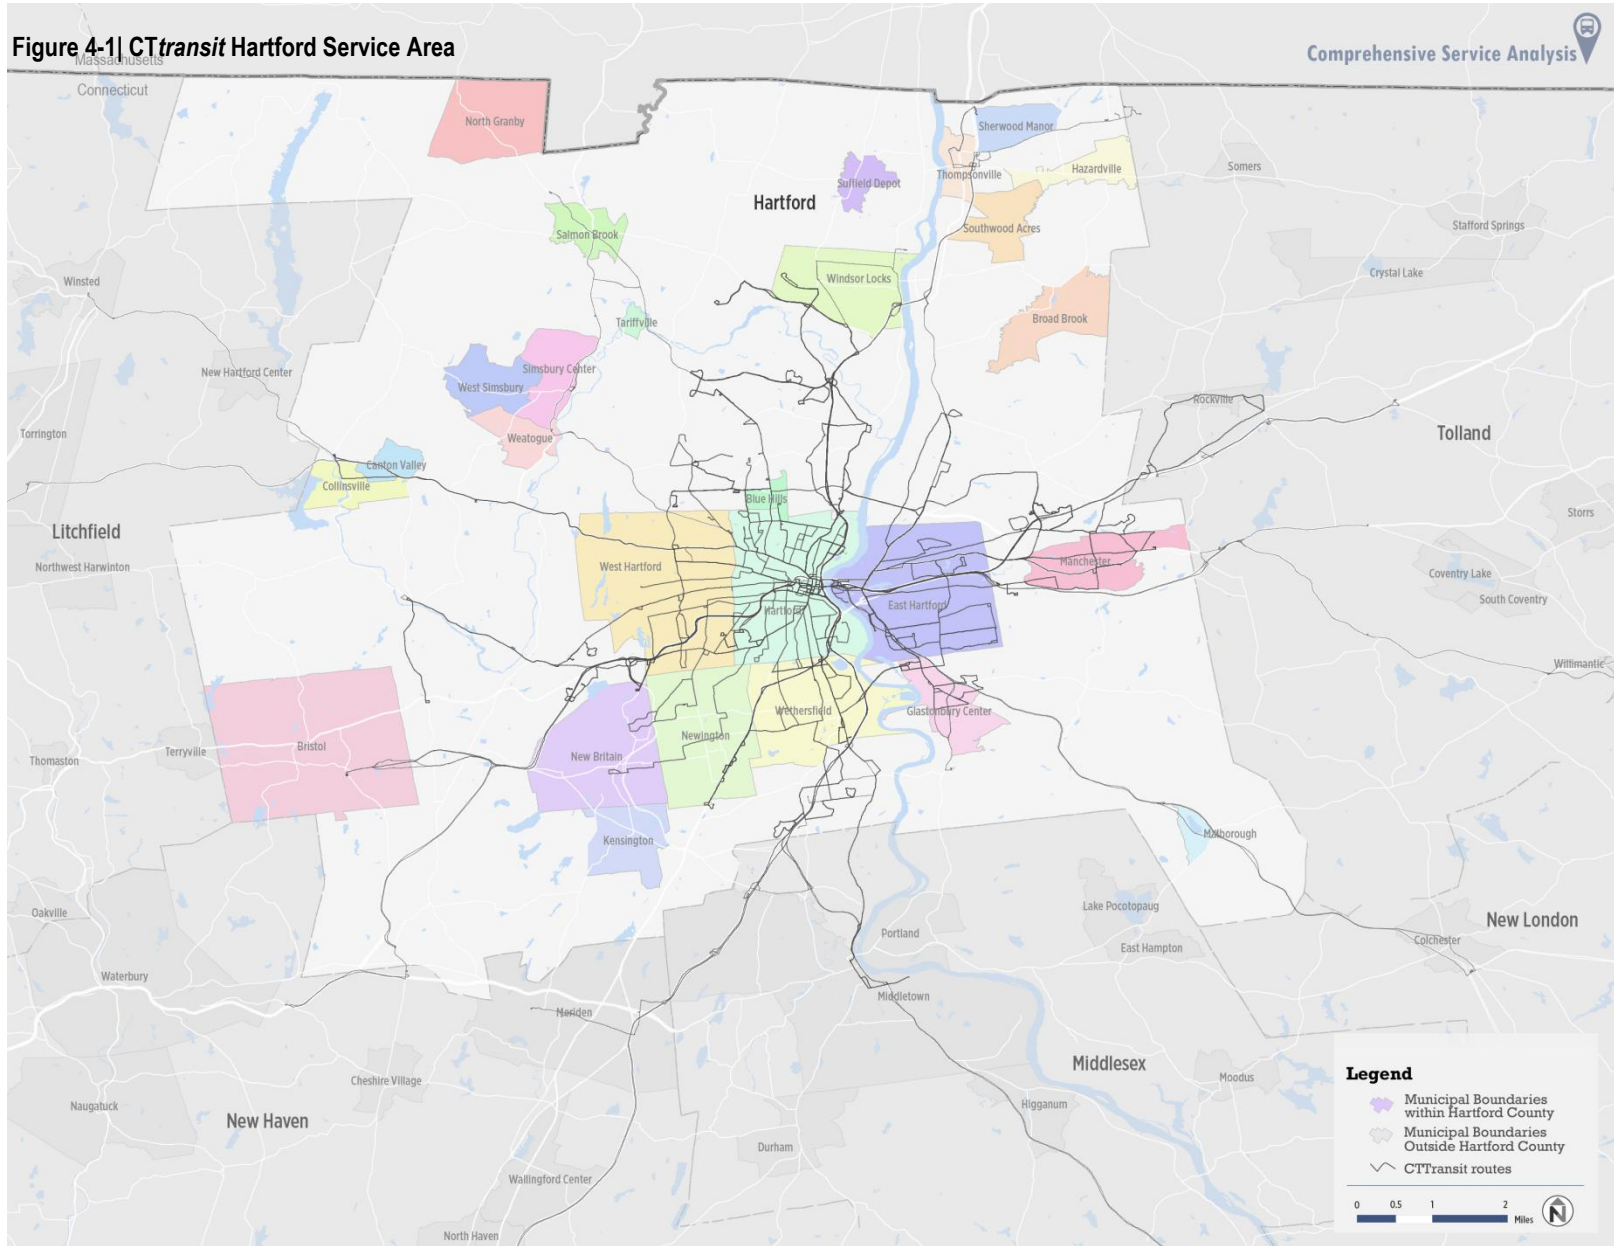 Figure 4-1| CTtransit Hartford Service Area
Comprehensive Service Analysis
Massachusetts
Connecticut
North Granby
Sherwood Manor
Thompsonville
Hazardville
Somers
Suffield Depot
Hartford
Salmon Brook
Southwood Acres
Stafford Springs
Crystal Lake
Winsted
Windsor Locks
Tariffville
Broad Brook
New Hartford Center
Simsbury Center
West Simsbury
Rockville
Torrington
Weatogue
Tolland
Canton Valley
Collinsville
Blue Hills
Litchfield
Storrs
Northwest Harwinton
West Hartford
Manchester
Coventry Lake
South Coventry
Hartford
East Hartford
Willimantic
Wethersfield
Glastonbury Center
Bristol
Terryville
Thomaston
New Britain
Newington
Kensington
Marlborough
Oakville
Lake Pocotopaug
Portland
East Hampton
New London
Colchester
Waterbury
Middletown
Meriden
Middlesex
Cheshire Village
Moodus
Naugatuck
New Haven
Higganum
Durham
Wallingford Center
North Haven
Legend
Municipal Boundaries
within Hartford County
Municipal Boundaries
Outside Hartford County
CTTransit routes
0 0.5 1 2
Miles
N